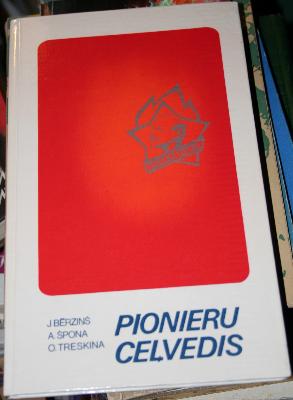 J. BĒRZIŅŠ
A. ŠPONA
O. TRESKINA
PIONIERU
CEĻVEDIS